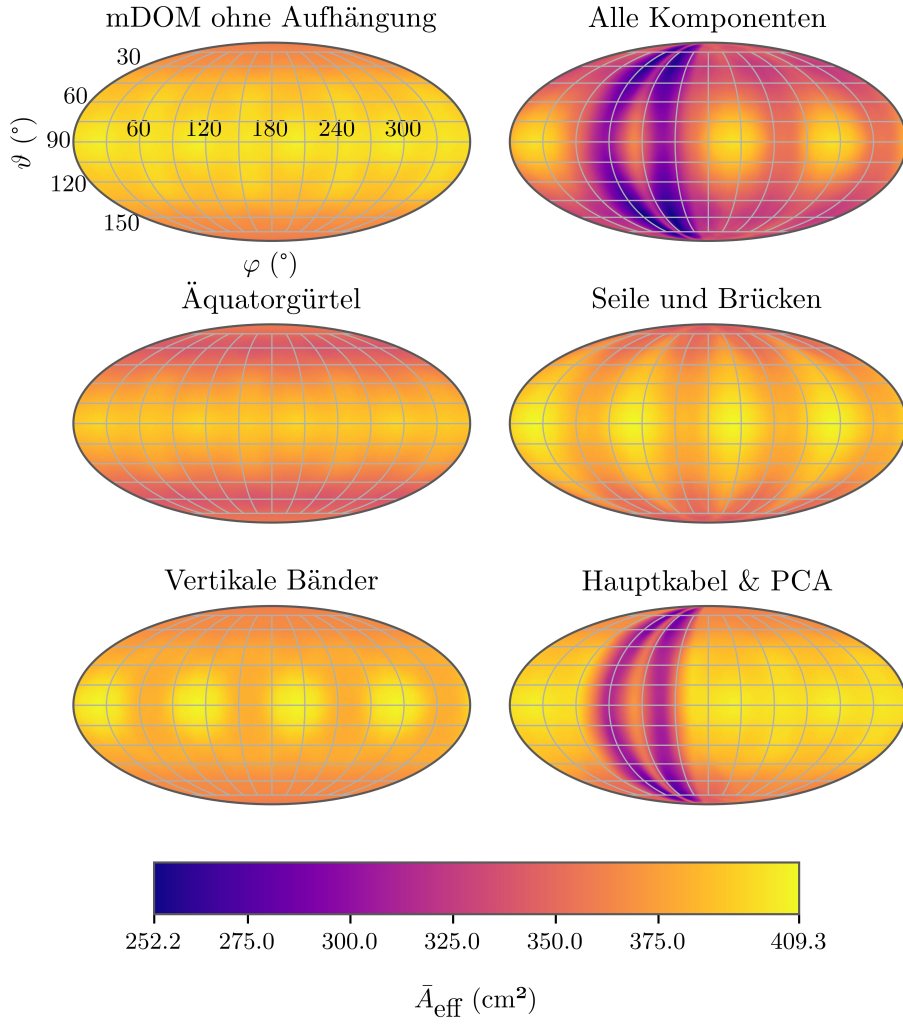 mDOM ohne Aufhängung
Alle Komponenten
30
60
90
120
150
60 120 180 240 300
ϑ (°)
φ (°)
Äquatorgürtel
Seile und Brücken
Vertikale Bänder
Hauptkabel & PCA
252.2 275.0 300.0 325.0 350.0 375.0 409.3
Āeff (cm²)